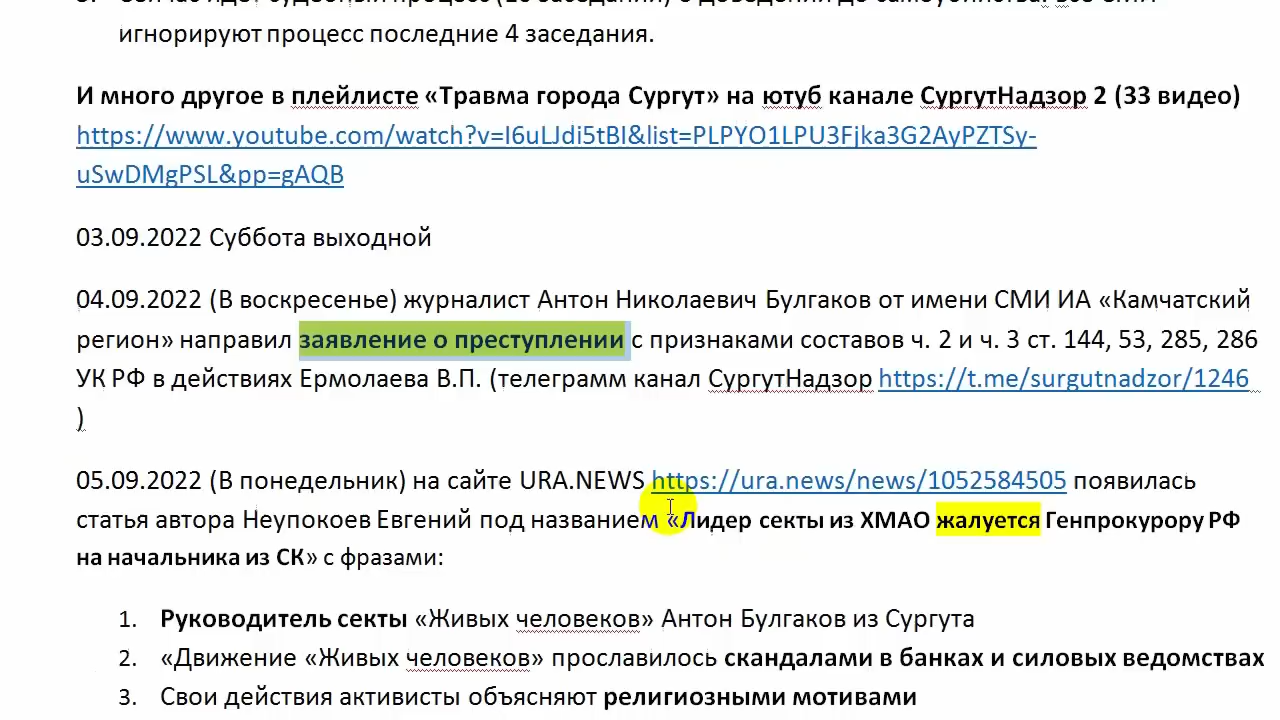 игнорируют процесс последние 4 заседания.
И много другое в плейлисте «Травма города Сургут» на ютуб канале СургутНадзор 2 (33 видео)
https://www.youtube.com/watch?v=I6uLJdi5tBI&list=PLPYO1LPU3Fjka3G2AyPZTSy-
uSwDMgPSL&pp=gAQB
03.09.2022 Суббота выходной
04.09.2022 (В воскресенье) журналист Антон Николаевич Булгаков от имени СМИ ИА «Камчатский
регион» направил заявление о преступлении с признаками составов ч. 2 и ч. 3 ст. 144, 53, 285, 286
УК РФ в действиях Ермолаева В.П. (телеграмм канал СургутНадзор https://t.me/surgutnadzor/1246
)
05.09.2022 (В понедельник) на сайте URA.NEWS https://ura.news/news/1052584505 появилась
статья автора Неупокоев Евгений под названием «Лидер секты из ХМАО жалуется Генпрокурору РФ
на начальника из СК» с фразами:
1. Руководитель секты «Живых человеков» Антон Булгаков из Сургута
2. «Движение «Живых человеков» прославилось скандалами в банках и силовых ведомствах
3. Свои действия активисты объясняют религиозными мотивами